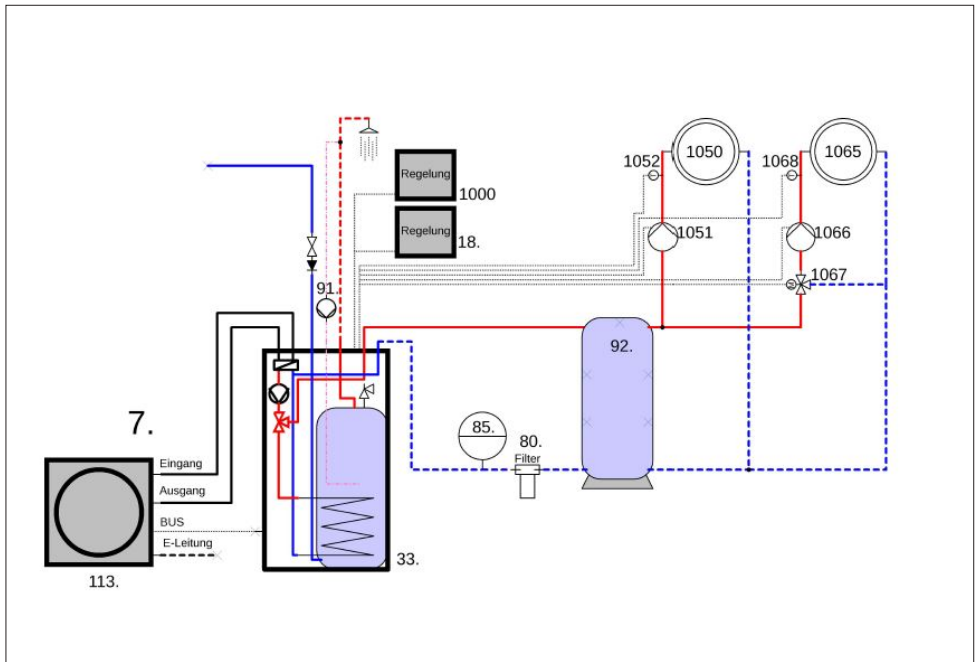 Regelung
1000
Regelung
18.
1052
1050
1068
1065
1051
1066
1067
M
91.
92.
7.
85.
80.
Filter
Eingang
Ausgang
BUS
E-Leitung
33.
113.